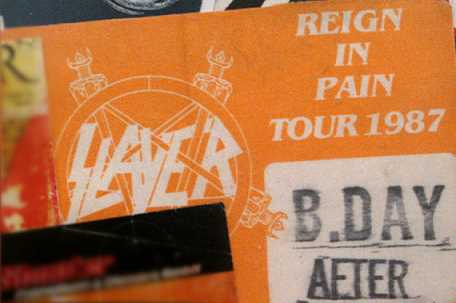 REIGN
IN
PAIN
TOUR 1987
SLAYER
B.DAY
AFTER